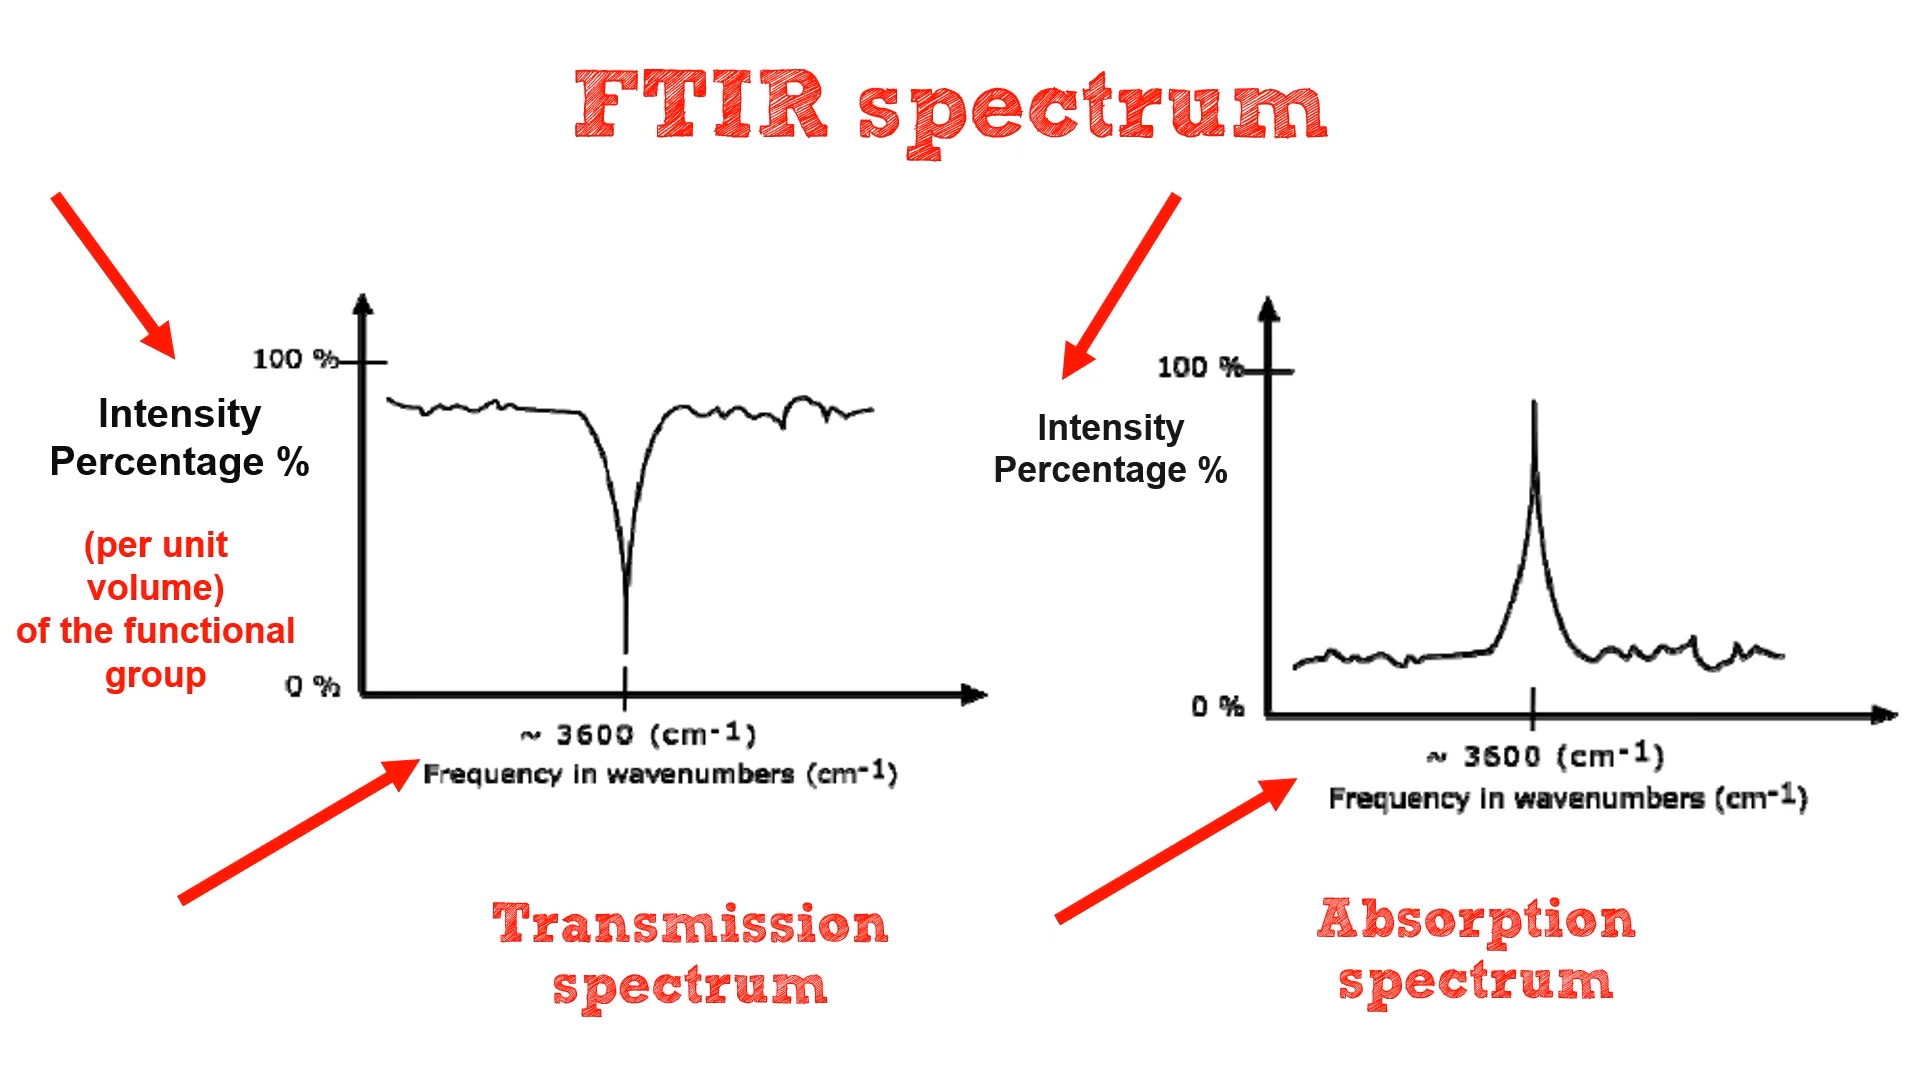 FTIR spectrum
100 %
Intensity
Percentage %
(per unit
volume)
of the functional
group
0 %
~ 3600 (cm-1)
Frequency in wavenumbers (cm-1)
Transmission
spectrum
100 %
Intensity
Percentage %
0 %
~ 3600 (cm-1)
Frequency in wavenumbers (cm-1)
Absorption
spectrum